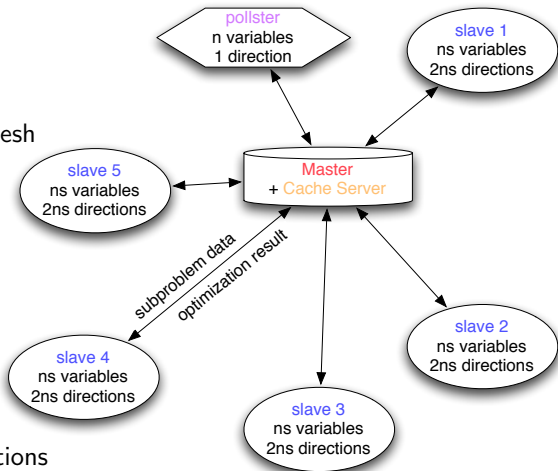 pollster
n variables
1 direction
slave 1
ns variables
2ns directions
esh
Master
+ Cache Server
slave 5
ns variables
2ns directions
subproblem data
optimization result
slave 2
ns variables
2ns directions
slave 4
ns variables
2ns directions
slave 3
ns variables
2ns directions
tions